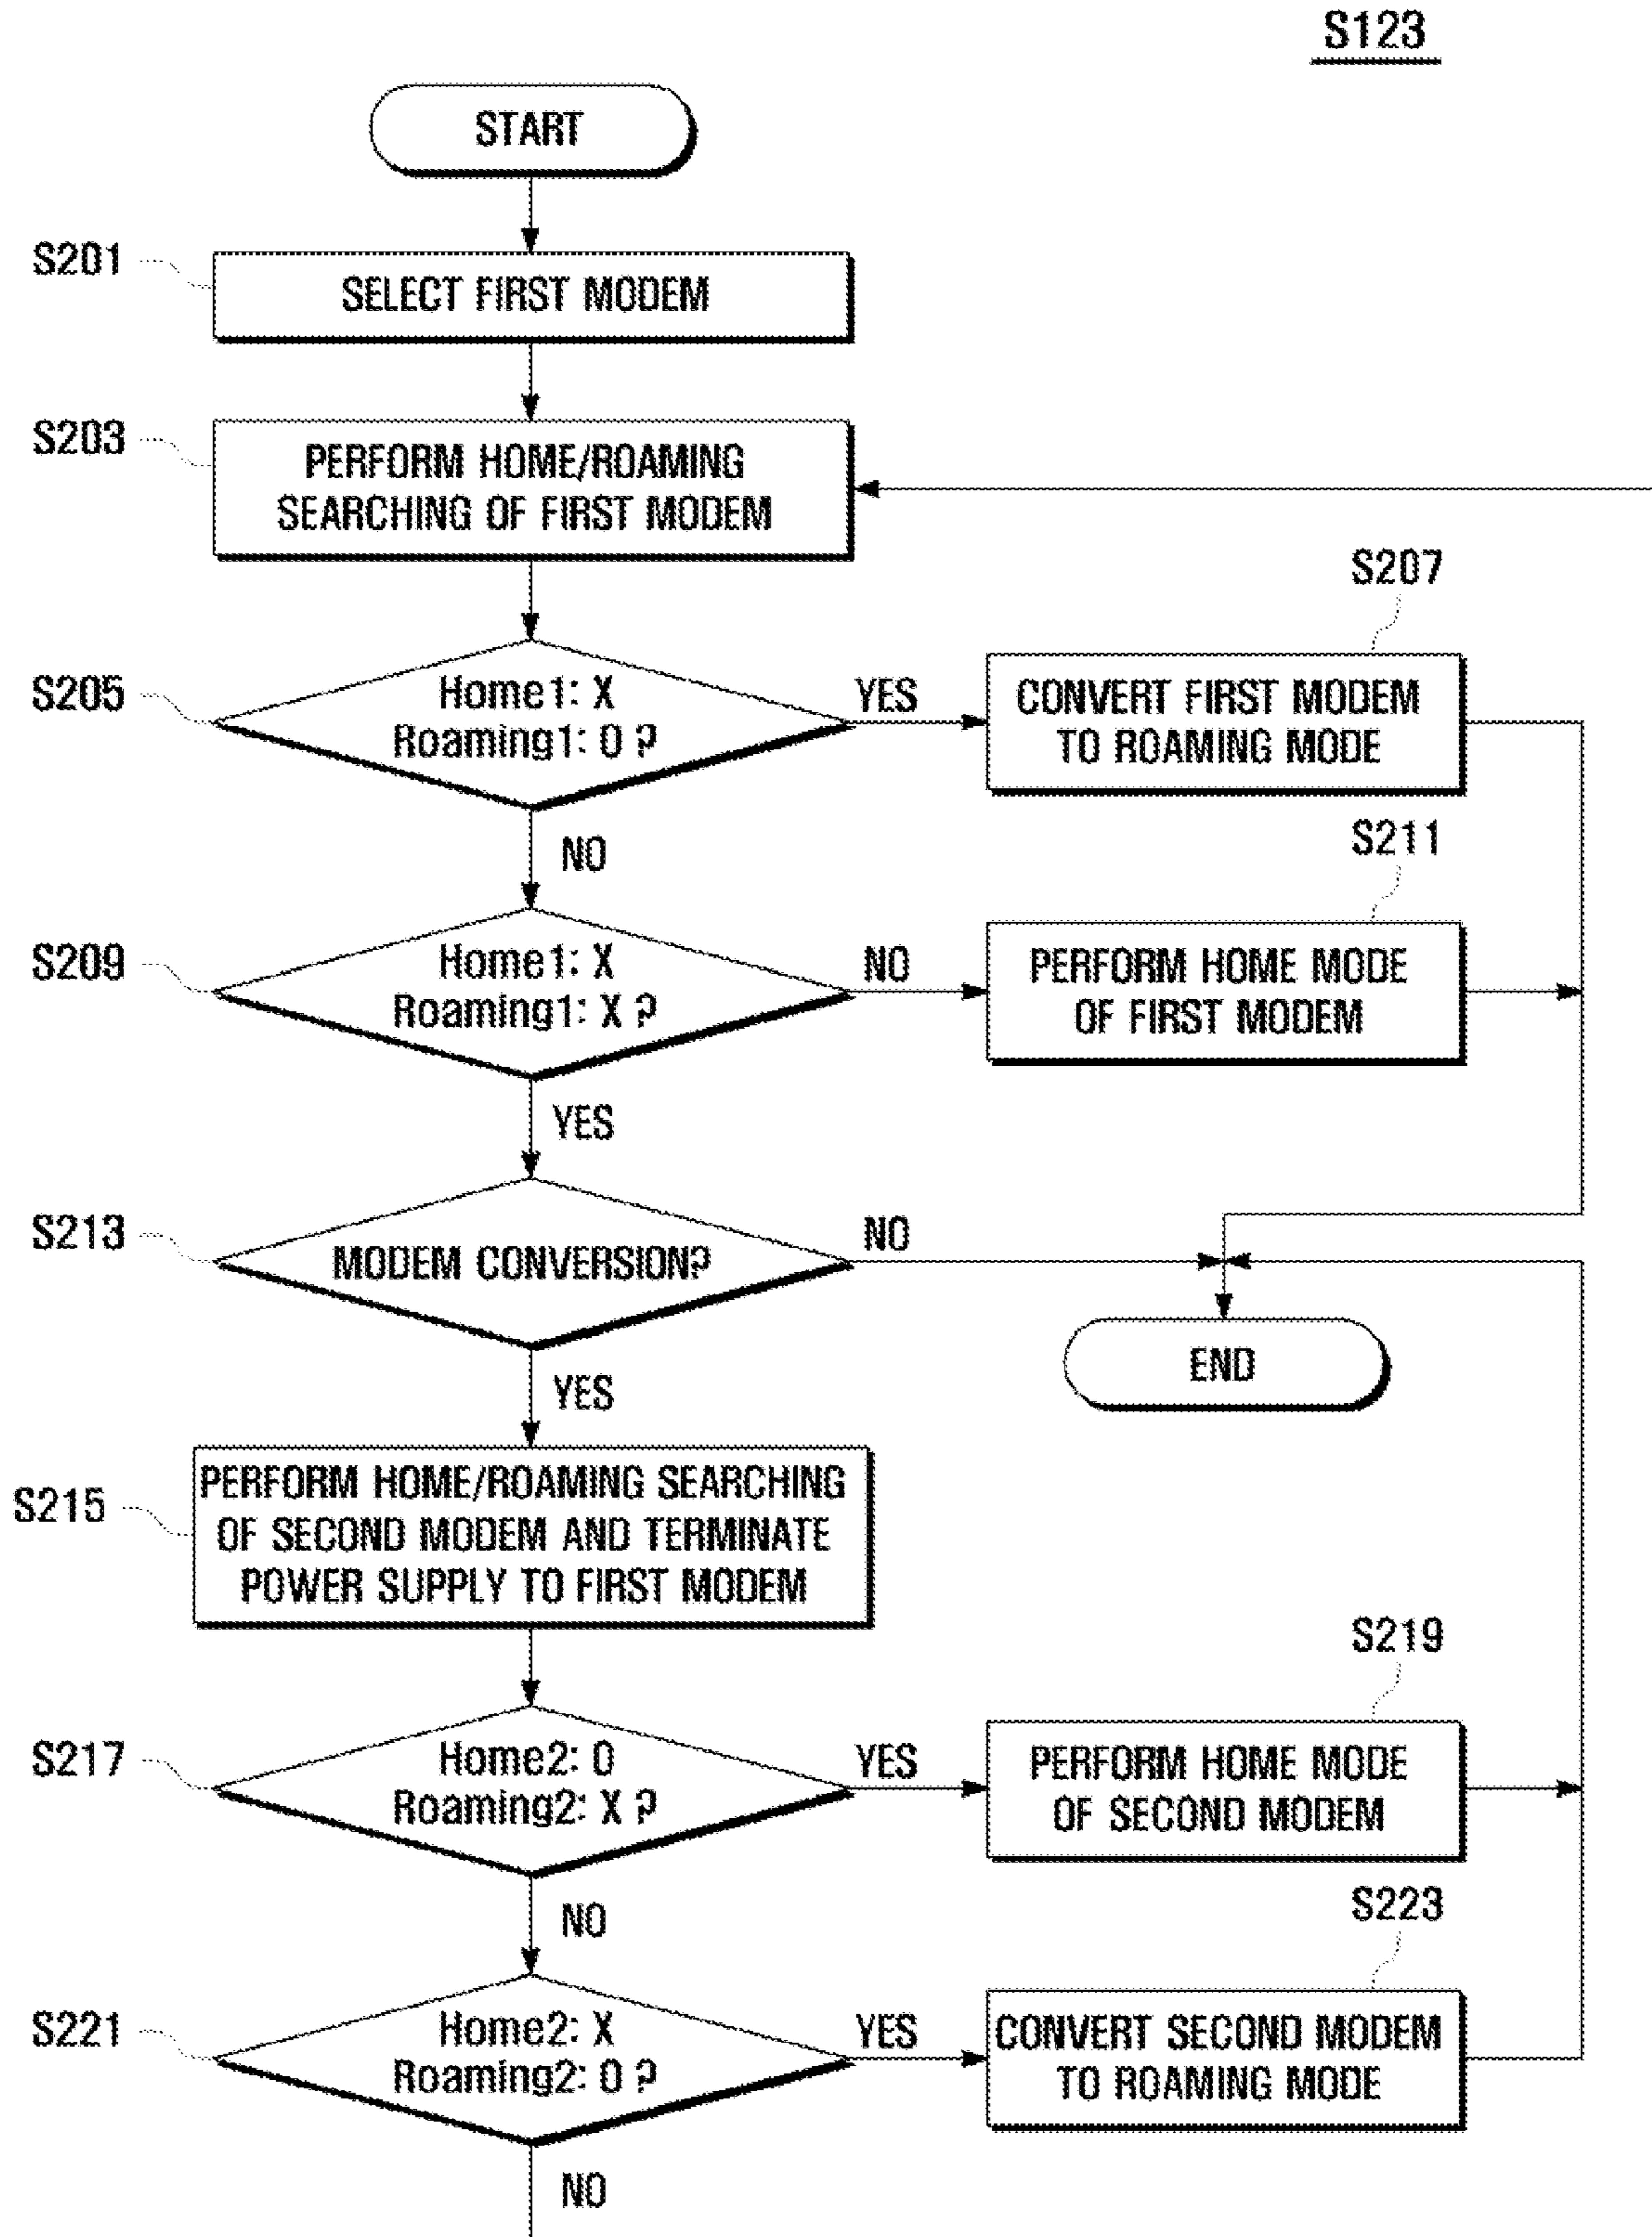 S123
START
S201
SELECT FIRST MODEM
S203
PERFORM HOME/ROAMING
SEARCHING OF FIRST MODEM
S205
Home1: X
Roaming1: O ?
YES
S207
CONVERT FIRST MODEM
TO ROAMING MODE
NO
S209
Home1: X
Roaming1: X ?
NO
S211
PERFORM HOME MODE
OF FIRST MODEM
YES
S213
MODEM CONVERSION?
NO
END
YES
S215
PERFORM HOME/ROAMING SEARCHING
OF SECOND MODEM AND TERMINATE
POWER SUPPLY TO FIRST MODEM
S217
Home2: O
Roaming2: X ?
YES
S219
PERFORM HOME MODE
OF SECOND MODEM
NO
S221
Home2: X
Roaming2: O ?
YES
S223
CONVERT SECOND MODEM
TO ROAMING MODE
NO